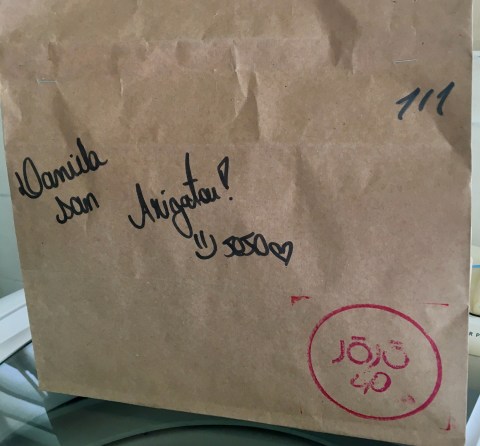 111
Daniela
san Arigatou!
:) JOJO♡
JOJO
40